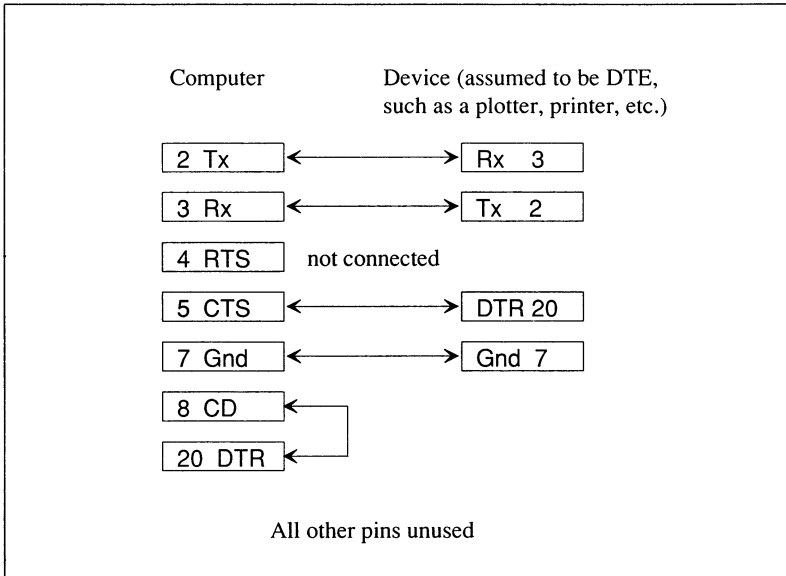 Computer
Device (assumed to be DTE,
such as a plotter, printer, etc.)
2 Tx
Rx 3
3 Rx
Tx 2
4 RTS
not connected
5 CTS
DTR 20
7 Gnd
Gnd 7
8 CD
20 DTR
All other pins unused